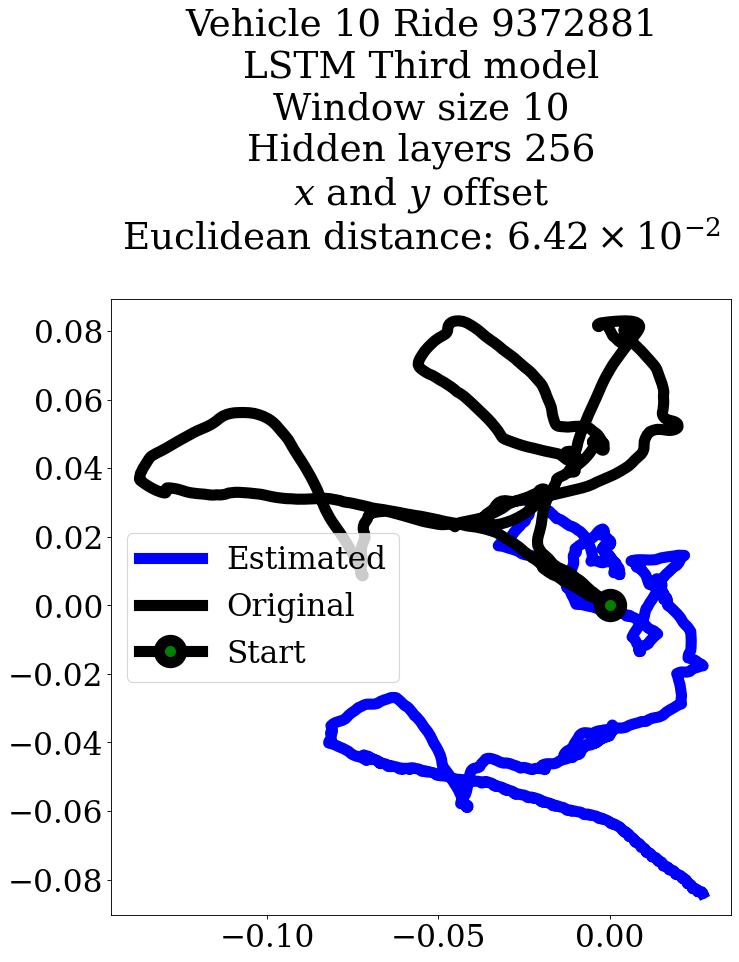 Vehicle 10 Ride 9372881
LSTM Third model
Window size 10
Hidden layers 256
x and y offset
Euclidean distance: 6.42 × 10⁻²
0.08
0.06
0.04
0.02
0.00
−0.02
−0.04
−0.06
−0.08
Estimated
Original
Start
−0.10 −0.05 0.00